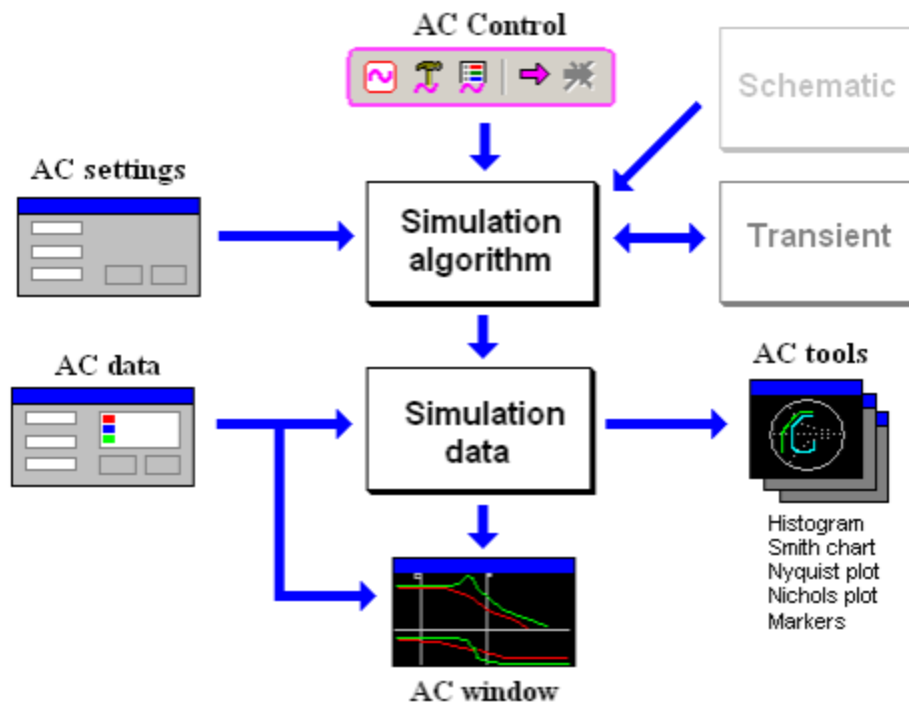 AC Control
Schematic
AC settings
Simulation
algorithm
Transient
AC data
Simulation
data
AC tools
Histogram
Smith chart
Nyquist plot
Nichols plot
Markers
AC window